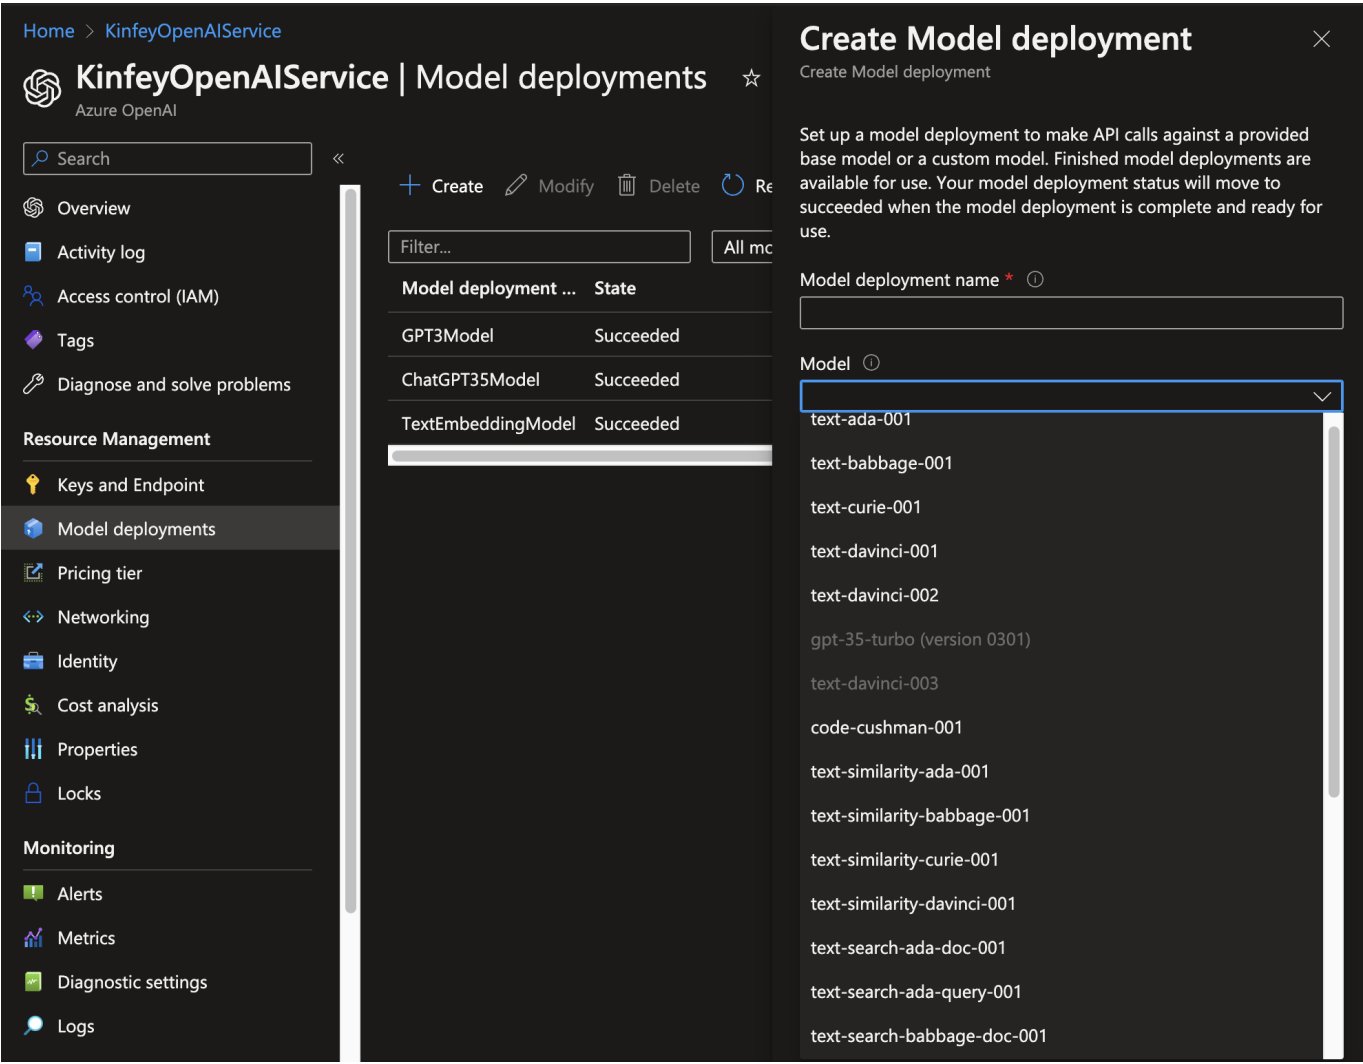 Home > KinfeyOpenAIService
KinfeyOpenAIService | Model deployments
Azure OpenAI
Search
«
Overview
Activity log
Access control (IAM)
Tags
Diagnose and solve problems
Resource Management
Keys and Endpoint
Model deployments
Pricing tier
Networking
Identity
Cost analysis
Properties
Locks
Monitoring
Alerts
Metrics
Diagnostic settings
Logs
Create Modify Delete Re
Filter... All mo
Model deployment ... State
GPT3Model Succeeded
ChatGPT35Model Succeeded
TextEmbeddingModel Succeeded
Create Model deployment
Create Model deployment
Set up a model deployment to make API calls against a provided
base model or a custom model. Finished model deployments are
available for use. Your model deployment status will move to
succeeded when the model deployment is complete and ready for
use.
Model deployment name *
Model
text-ada-001
text-babbage-001
text-curie-001
text-davinci-001
text-davinci-002
gpt-35-turbo (version 0301)
text-davinci-003
code-cushman-001
text-similarity-ada-001
text-similarity-babbage-001
text-similarity-curie-001
text-similarity-davinci-001
text-search-ada-doc-001
text-search-ada-query-001
text-search-babbage-doc-001